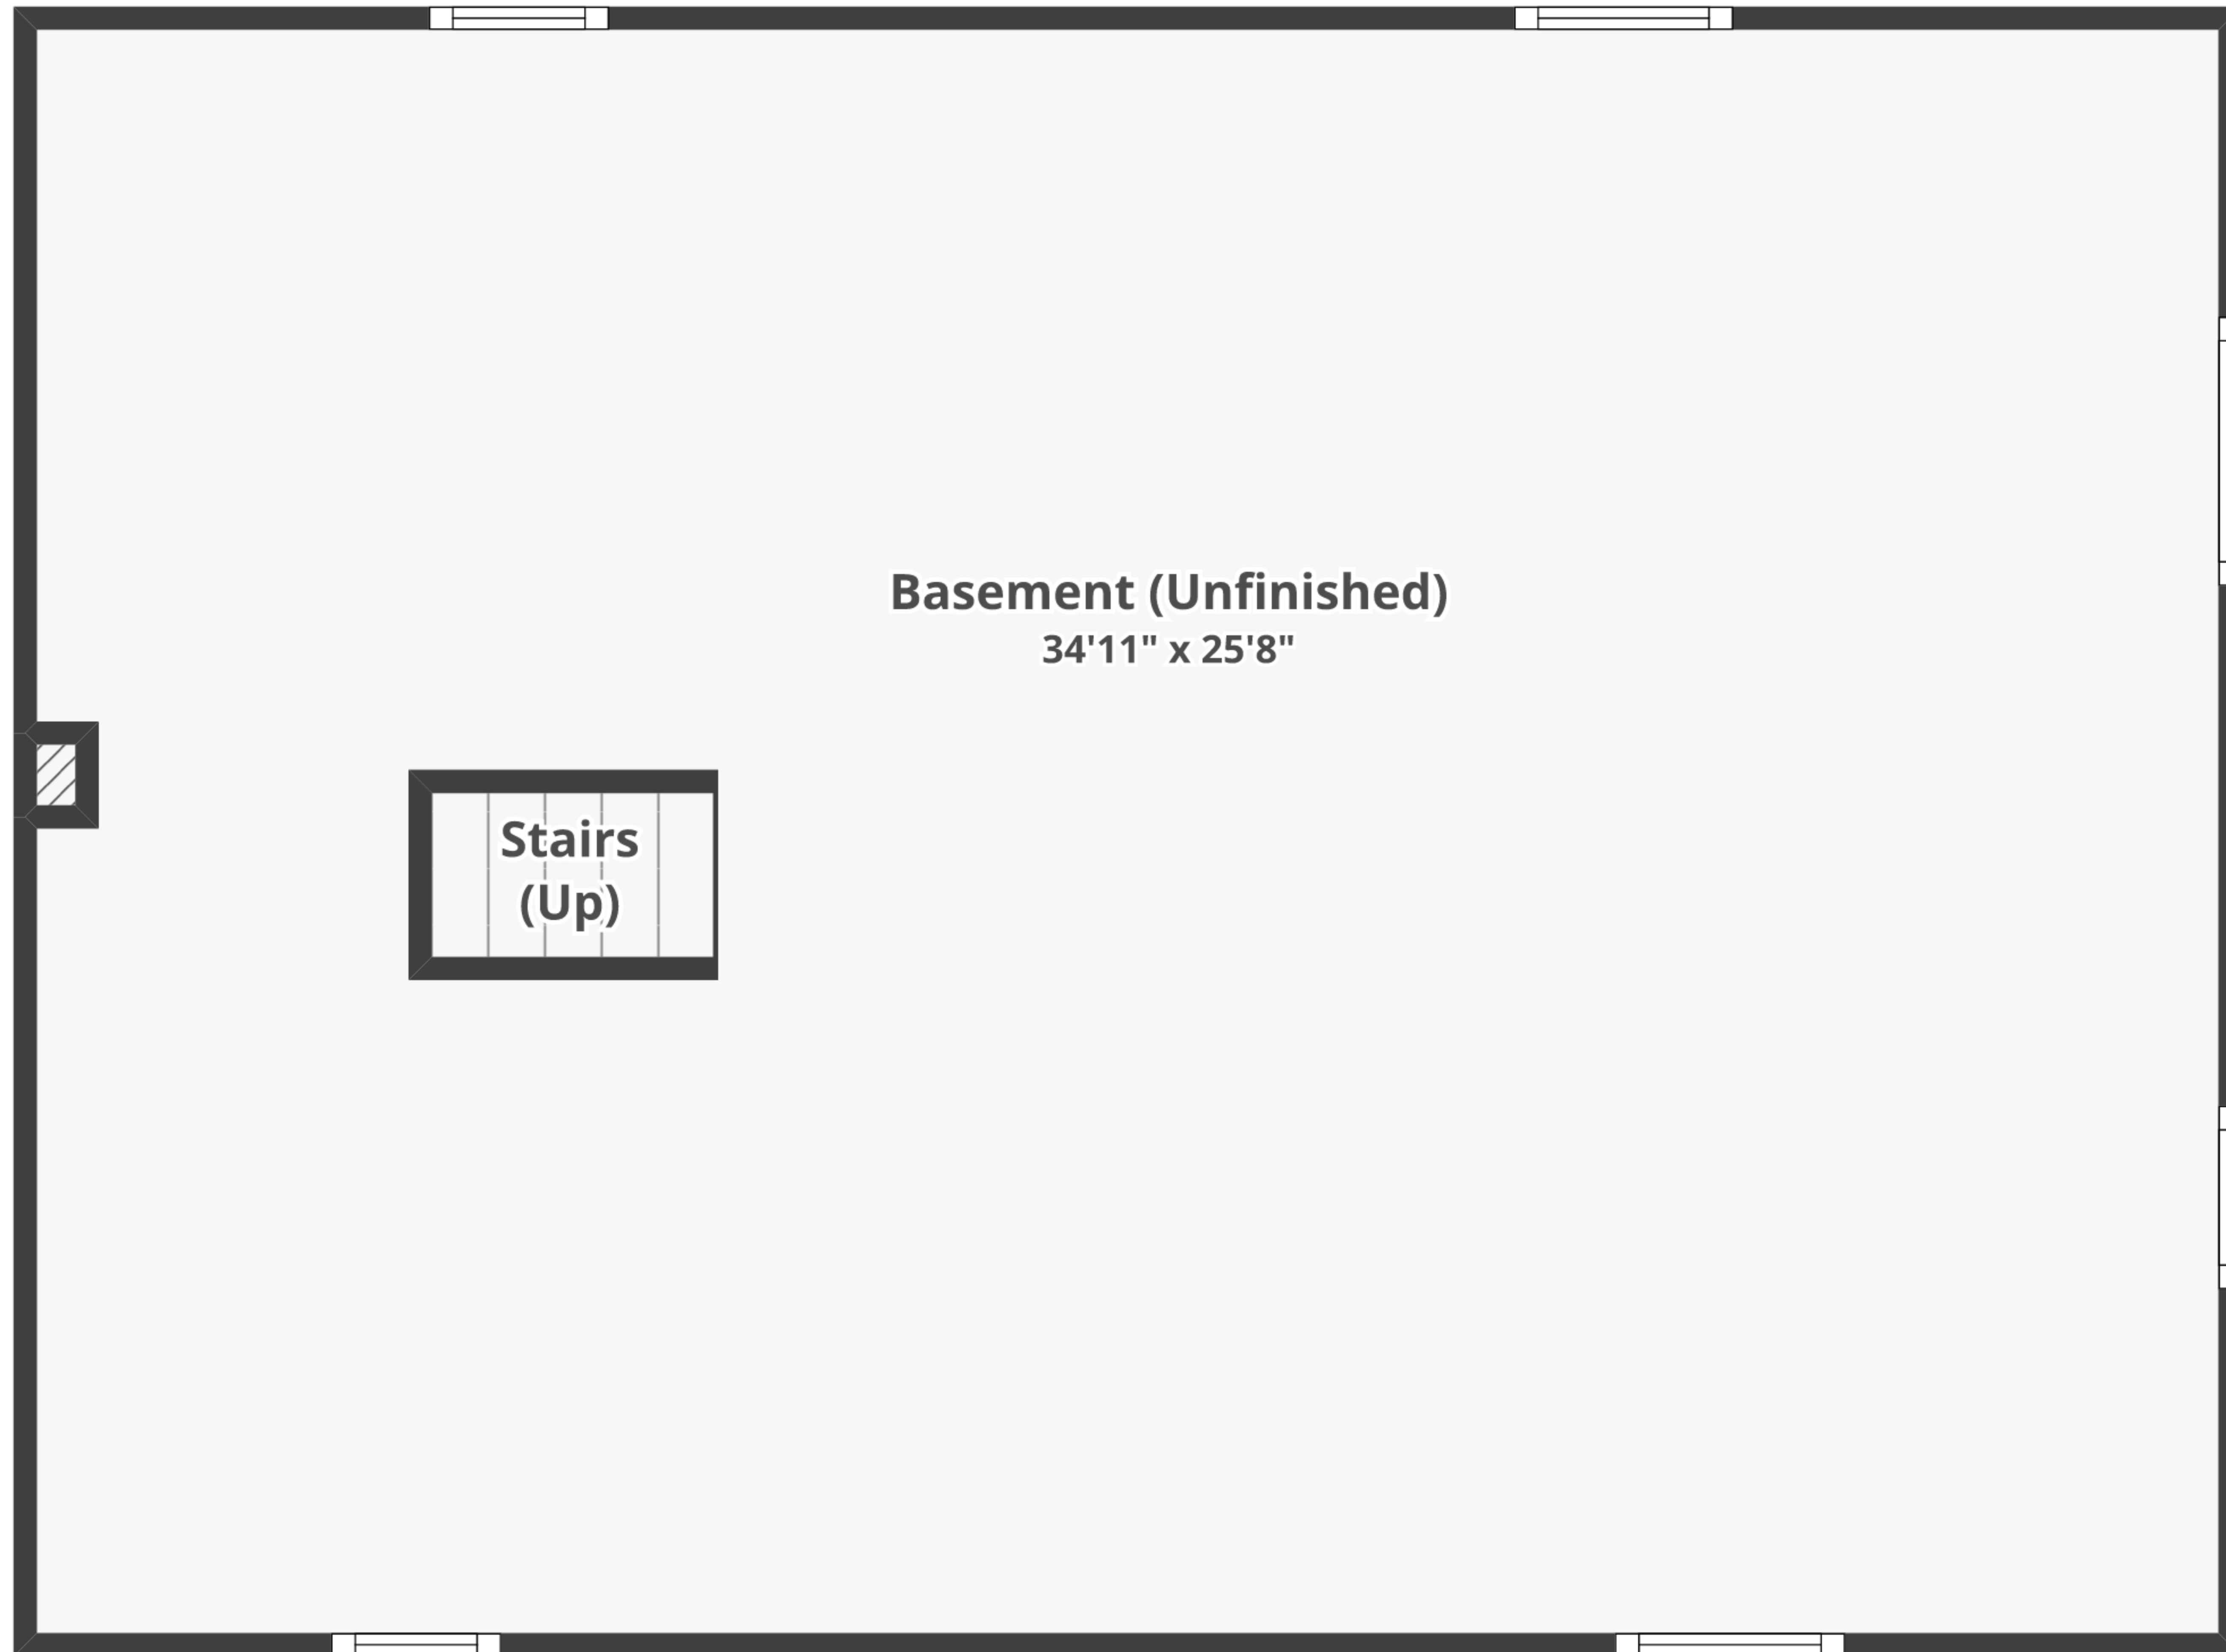 Basement (Unfinished)
34'11" x 25'8"
Stairs
(Up)